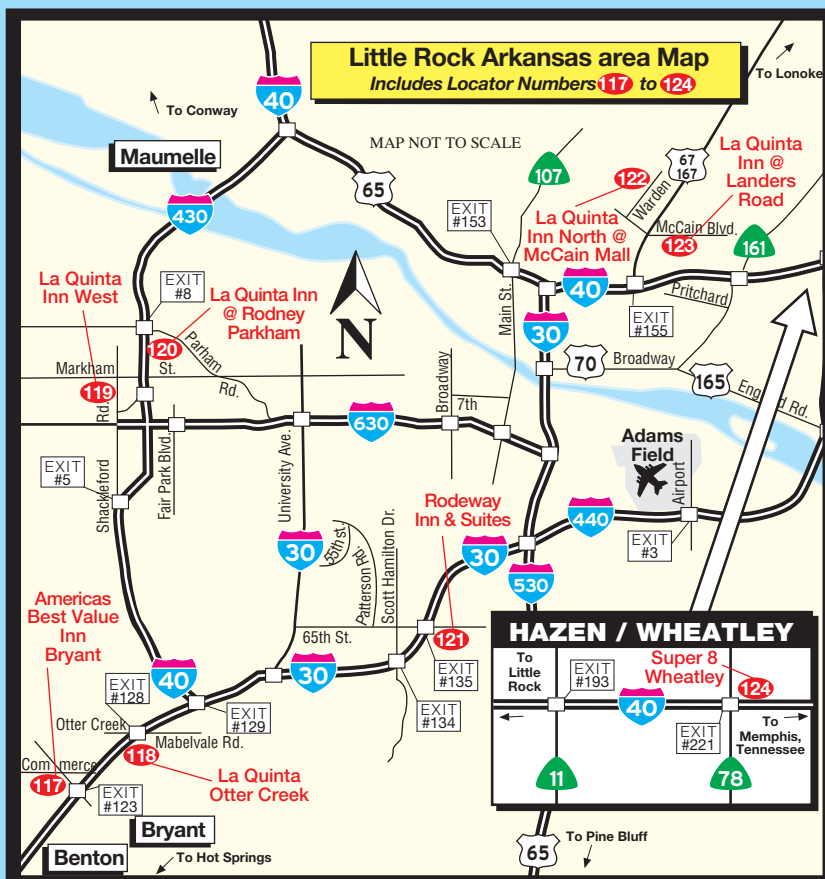 Little Rock Arkansas area Map
Includes Locator Numbers 117 to 124
MAP NOT TO SCALE
To Lonoke
To Conway
40
Maumelle
65
107
67
167
122
Warden
La Quinta
Inn @
Landers
Road
McCain Blvd.
123
161
430
EXIT
#153
La Quinta
Inn North @
McCain Mall
40
Pritchard
EXIT
#155
La Quinta
Inn West
EXIT
#8
La Quinta Inn
@ Rodney
Parkham
N
Main St.
30
70
Broadway
165
England Rd.
120
Parham
Rd.
Markham
St.
119
Rd.
Shackleford
Fair Park Blvd.
630
Broadway
7th
University Ave.
Adams
Field
Airport
EXIT
#5
Rodeway
Inn & Suites
440
EXIT
#3
30
55th st.
Patterson Rd.
Scott Hamilton Dr.
30
530
65th St.
121
Americas
Best Value
Inn
Bryant
40
30
EXIT
#135
EXIT
#134
EXIT
#128
EXIT
#129
Otter Creek
Mabelvale Rd.
118
La Quinta
Otter Creek
Commerce
117
EXIT
#123
Bryant
Benton
To Hot Springs
HAZEN / WHEATLEY
To
Little
Rock
EXIT
#193
Super 8
Wheatley
124
40
EXIT
#221
To
Memphis,
Tennessee
11
78
65
To Pine Bluff